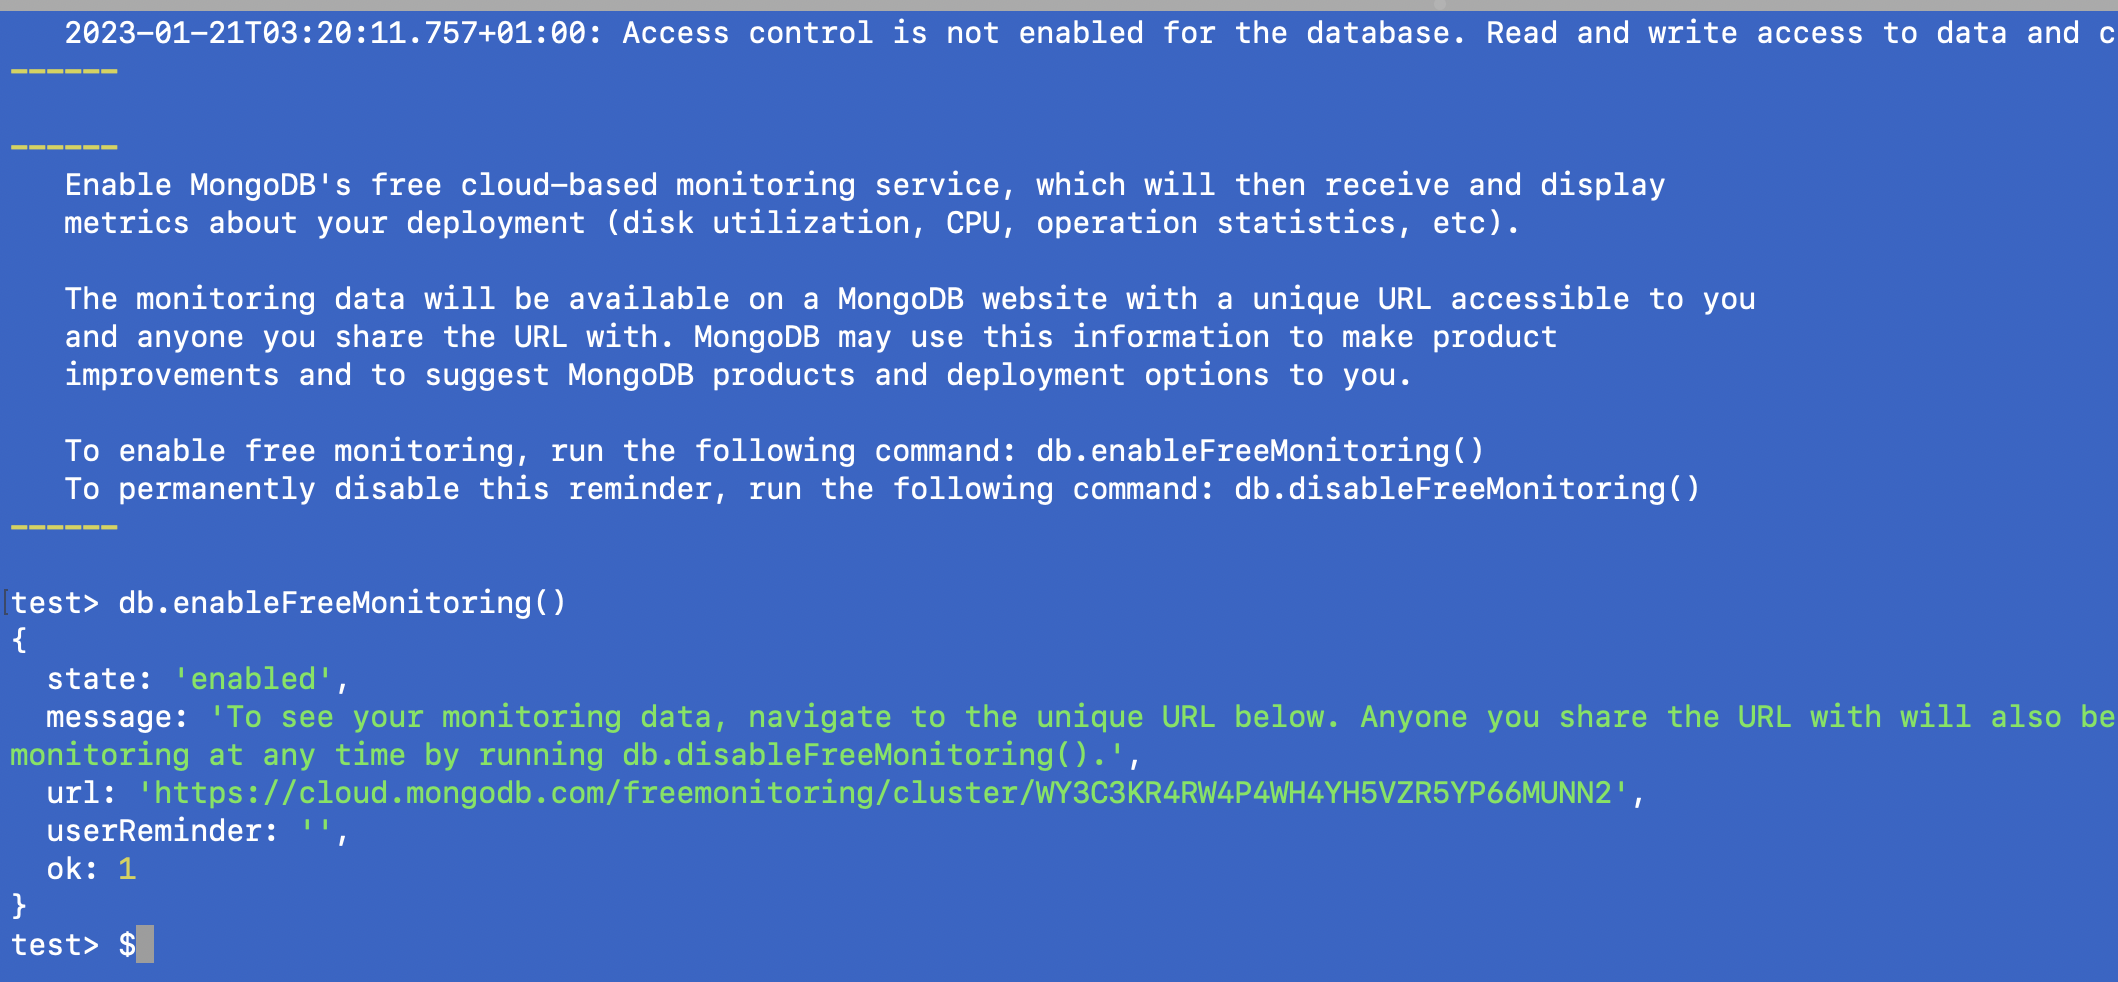 2023-01-21T03:20:11.757+01:00: Access control is not enabled for the database. Read and write access to data and c
------
------
Enable MongoDB's free cloud-based monitoring service, which will then receive and display
metrics about your deployment (disk utilization, CPU, operation statistics, etc).
The monitoring data will be available on a MongoDB website with a unique URL accessible to you
and anyone you share the URL with. MongoDB may use this information to make product
improvements and to suggest MongoDB products and deployment options to you.
To enable free monitoring, run the following command: db.enableFreeMonitoring()
To permanently disable this reminder, run the following command: db.disableFreeMonitoring()
------
[test> db.enableFreeMonitoring()
{
state: 'enabled',
message: 'To see your monitoring data, navigate to the unique URL below. Anyone you share the URL with will also be
monitoring at any time by running db.disableFreeMonitoring().',
url: 'https://cloud.mongodb.com/freemonitoring/cluster/WY3C3KR4RW4P4WH4YH5VZR5YP66MUNN2',
userReminder: '',
ok: 1
}
test> $